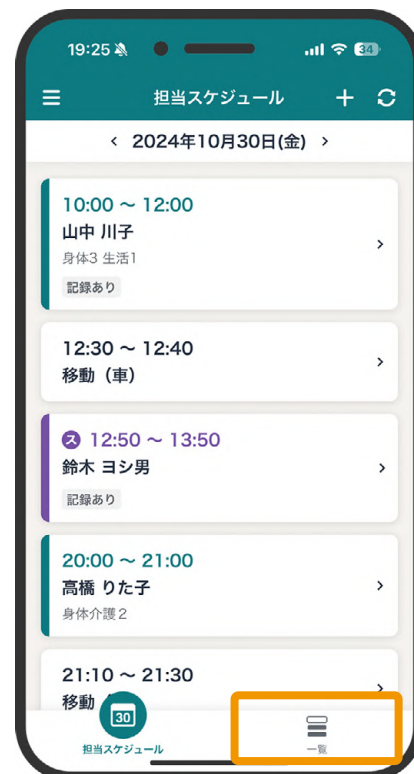 19:25 34
担当スケジュール
< 2024年10月30日(金) >
10:00 〜 12:00
山中 川子
身体3 生活1
記録あり
12:30 〜 12:40
移動（車）
ス 12:50 〜 13:50
鈴木 ヨシ男
記録あり
20:00 〜 21:00
高橋 りた子
身体介護2
21:10 〜 21:30
移動
30
担当スケジュール
一覧